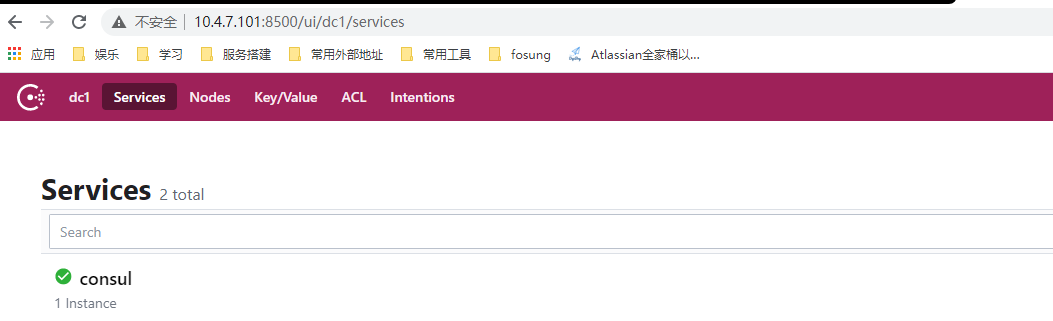 不安全 10.4.7.101:8500/ui/dc1/services
应用 娱乐 学习 服务搭建 常用外部地址 常用工具 fosung Atlassian全家桶以...
dc1 Services Nodes Key/Value ACL Intentions
Services 2 total
Search
consul
1 Instance